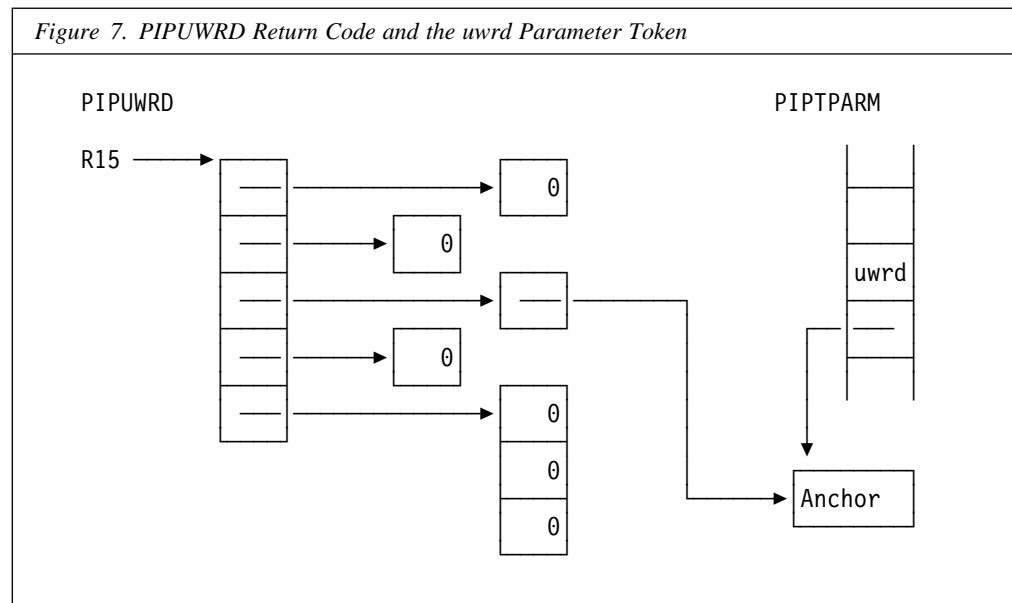 Figure 7. PIPUWRD Return Code and the uwrd Parameter Token
PIPUWRD PIPTPARM
R15
0
0
uwrd
0
0
0
Anchor
0